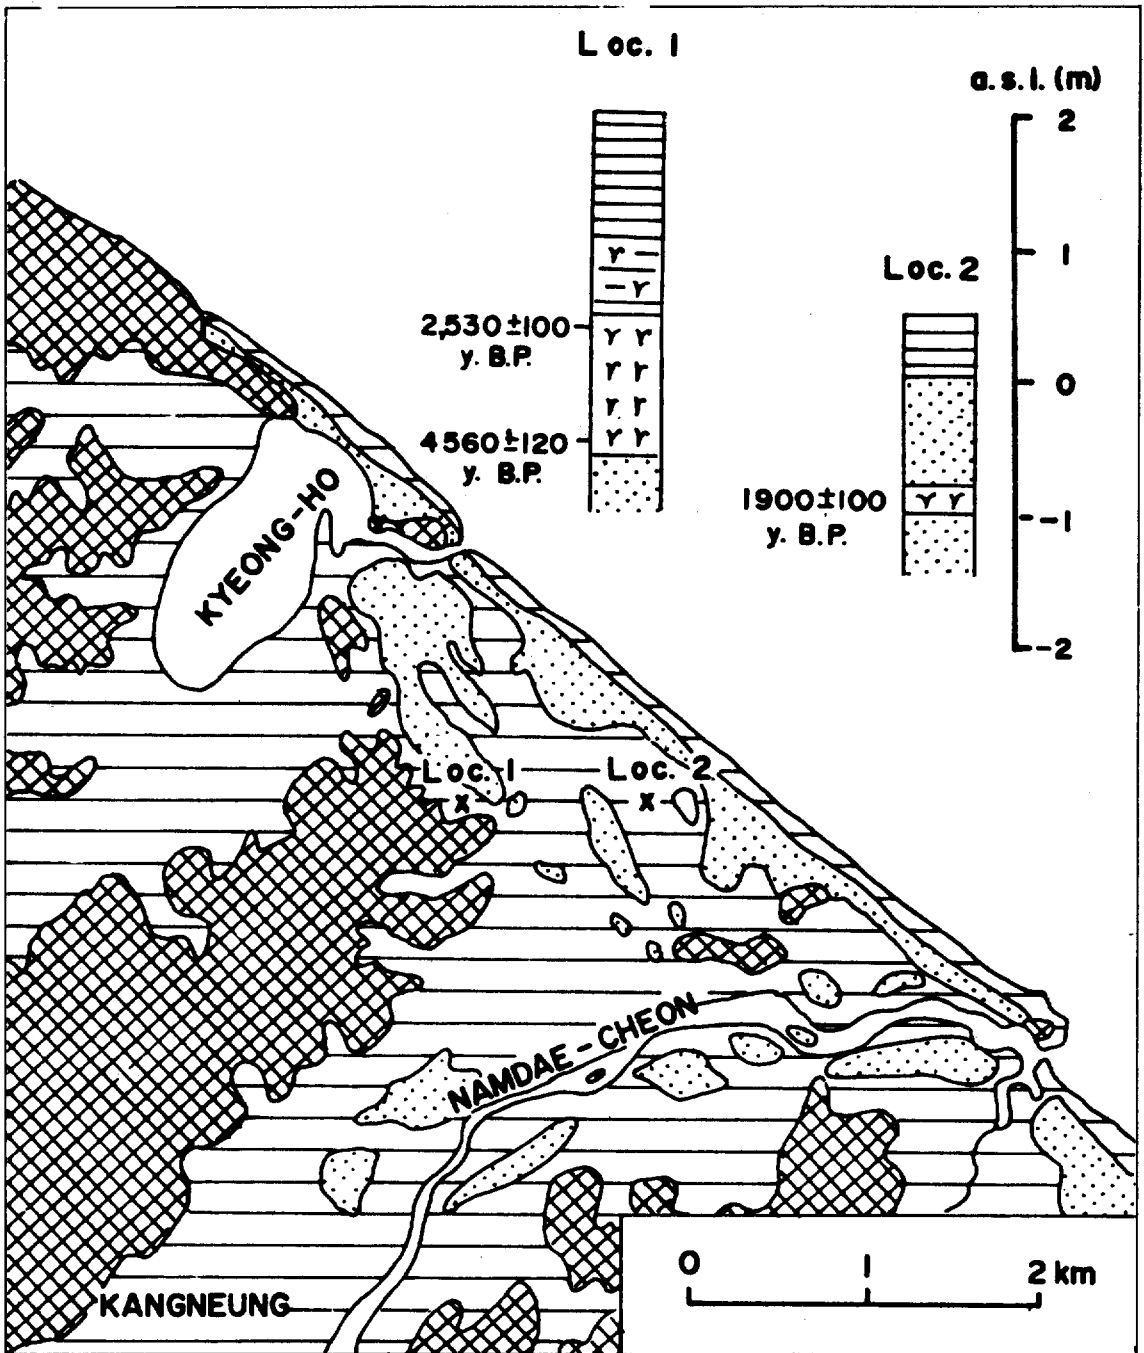 Loc. 1
a.s.l. (m)
2
1
Loc. 2
2,530±100
y. B.P.
0
4560±120
y. B.P.
1900±100
y. B.P.
-1
-2
KYEONG-HO
Loc. 1
Loc. 2
x
x
NAMDAE-CHEON
0
1
2 km
KANGNEUNG